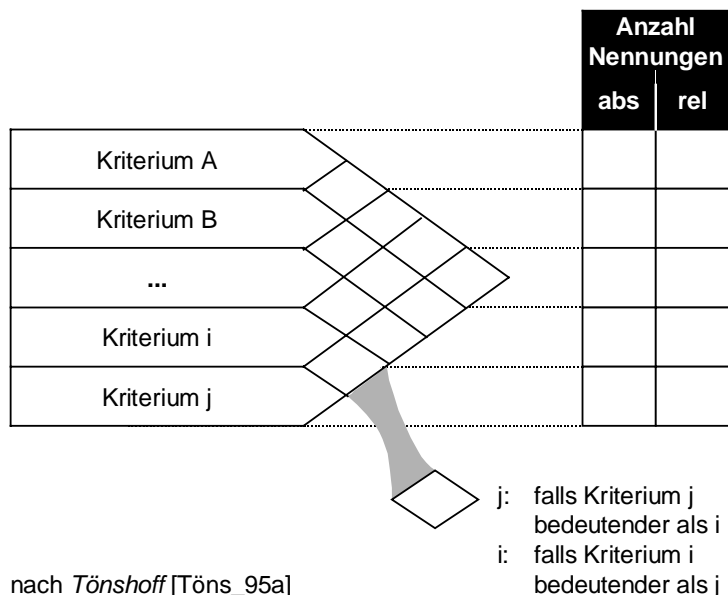 Anzahl
Nennungen
abs rel
Kriterium A
Kriterium B
...
Kriterium i
Kriterium j
j: falls Kriterium j
bedeutender als i
i: falls Kriterium i
bedeutender als j
nach Tönshoff [Töns_95a]